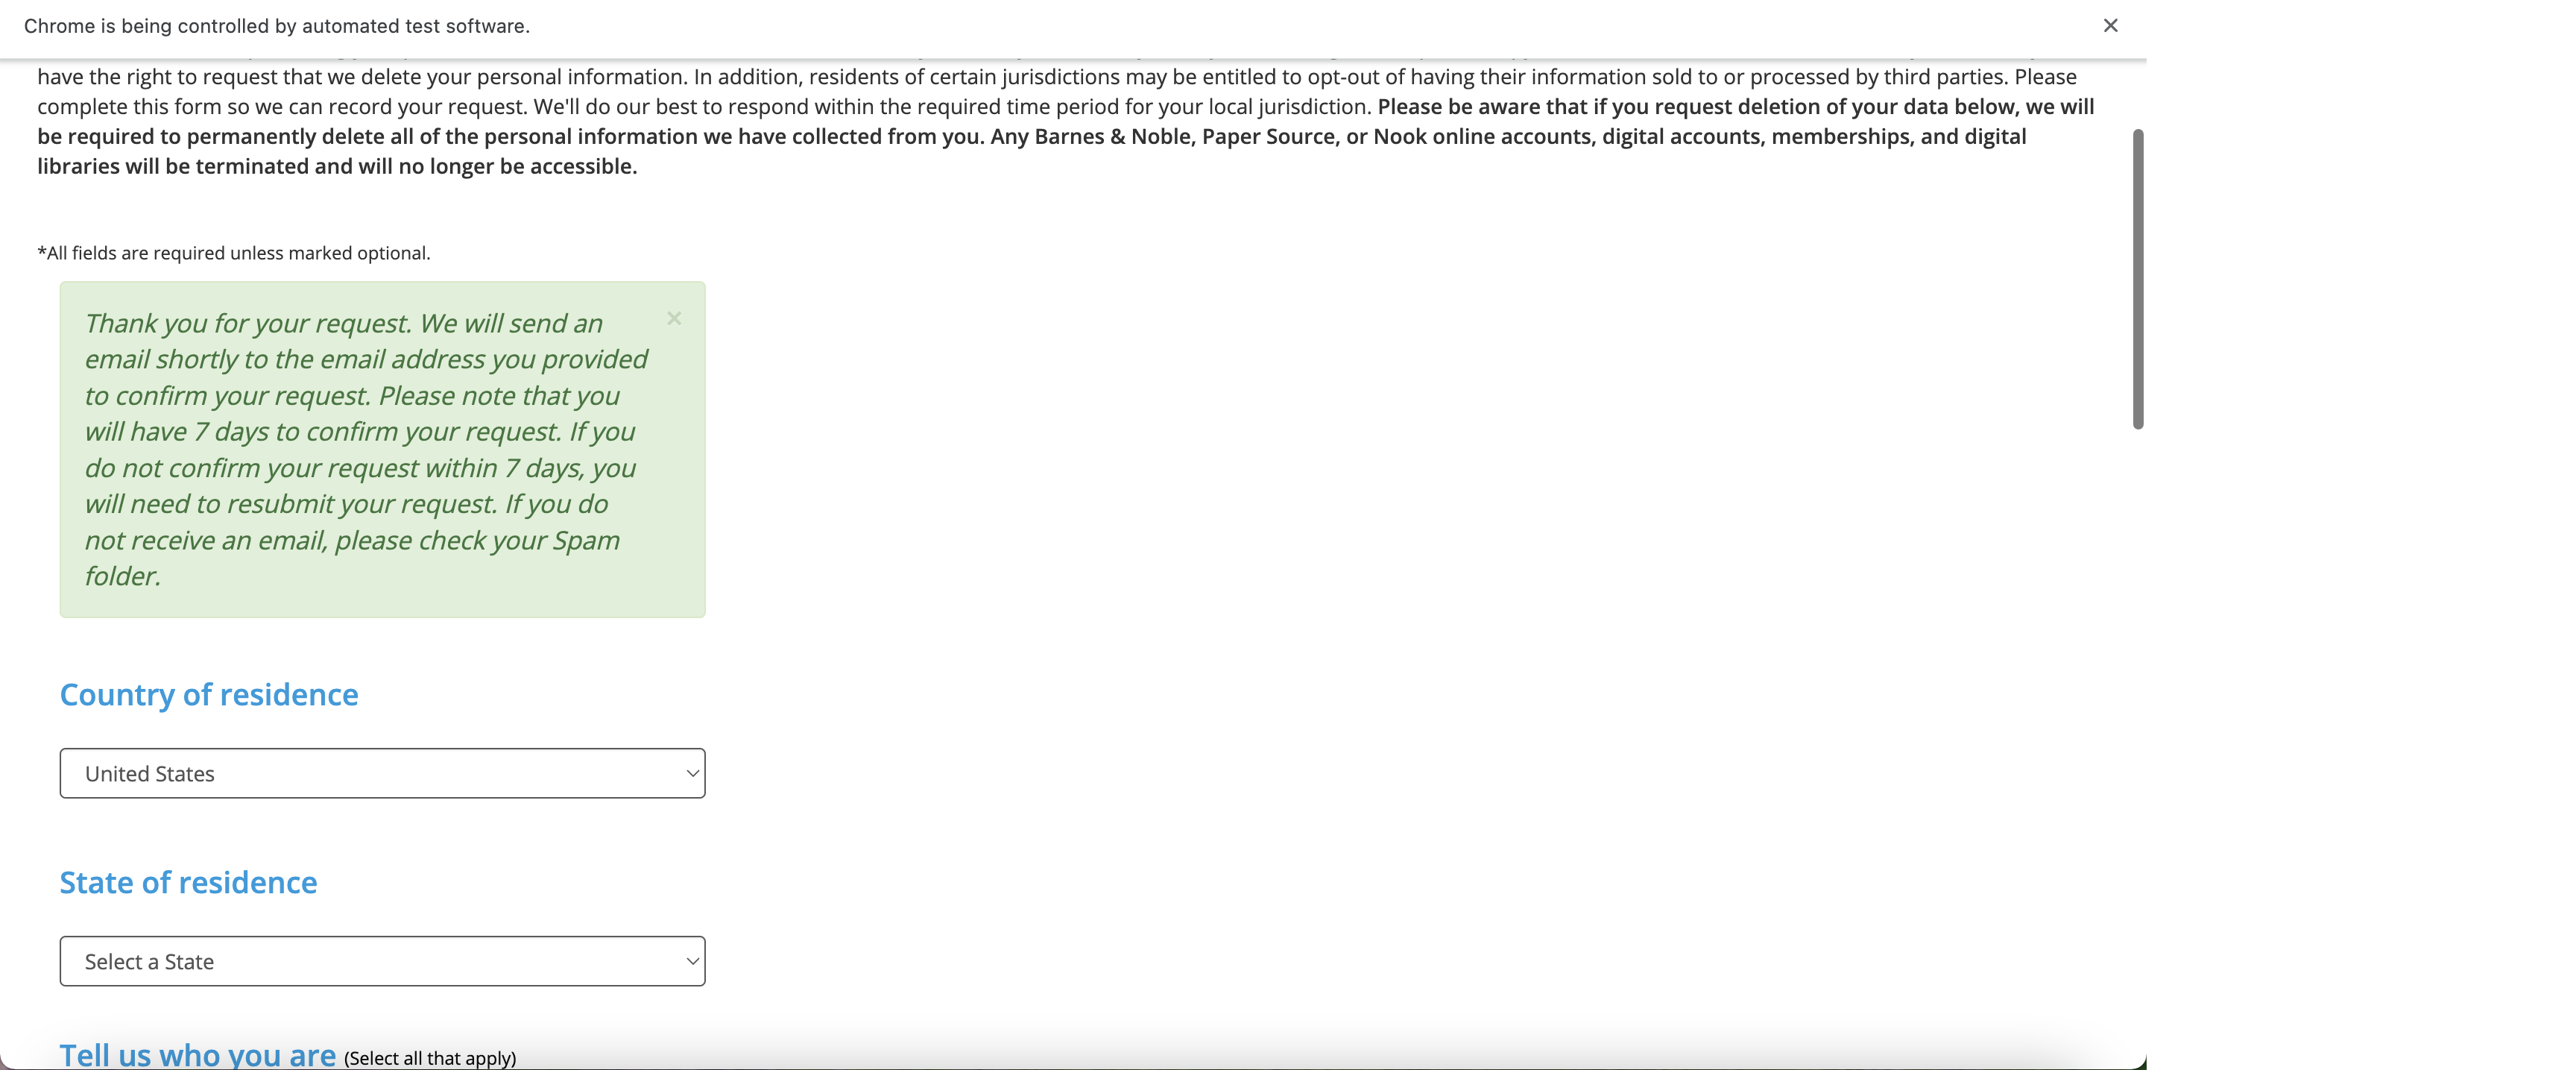 Chrome is being controlled by automated test software.
have the right to request that we delete your personal information. In addition, residents of certain jurisdictions may be entitled to opt-out of having their information sold to or processed by third parties. Please
complete this form so we can record your request. We'll do our best to respond within the required time period for your local jurisdiction. Please be aware that if you request deletion of your data below, we will
be required to permanently delete all of the personal information we have collected from you. Any Barnes & Noble, Paper Source, or Nook online accounts, digital accounts, memberships, and digital
libraries will be terminated and will no longer be accessible.
*All fields are required unless marked optional.
Thank you for your request. We will send an
email shortly to the email address you provided
to confirm your request. Please note that you
will have 7 days to confirm your request. If you
do not confirm your request within 7 days, you
will need to resubmit your request. If you do
not receive an email, please check your Spam
folder.
Country of residence
United States
State of residence
Select a State
Tell us who you are (Select all that apply)